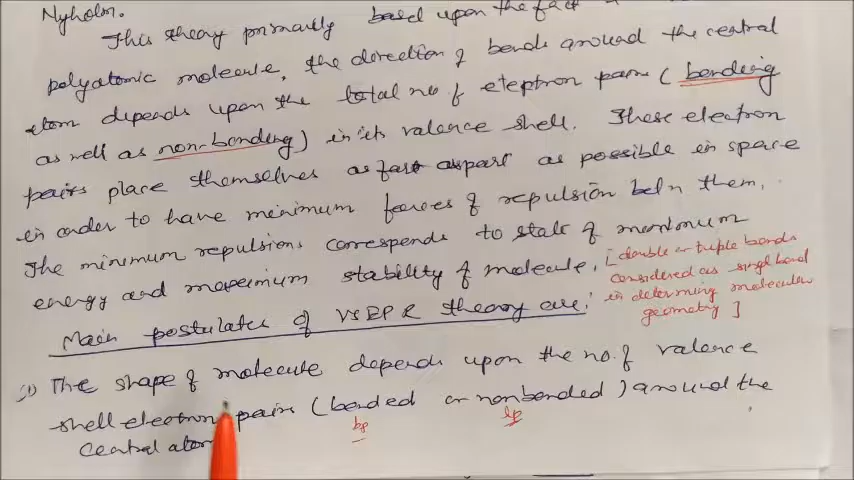 Nyholm.
This theory primarily based upon the fact
polyatomic molecule, the direction of bonds around the central
atom depends upon the total no. of electron pairs (bonding
as well as non-bonding) in its valence shell. These electron
pairs place themselves as far apart as possible in space
in order to have minimum forces of repulsion betn them.
The minimum repulsions corresponds to state of minimum
energy and maximum stability of molecule. [double or triple bonds
considered as single bond
in determining molecular
geometry]
Main postulates of VSEPR theory are:
(1) The shape of molecule depends upon the no. of valence
shell electron pairs (bonded or nonbonded) around the
bp lp
central atom